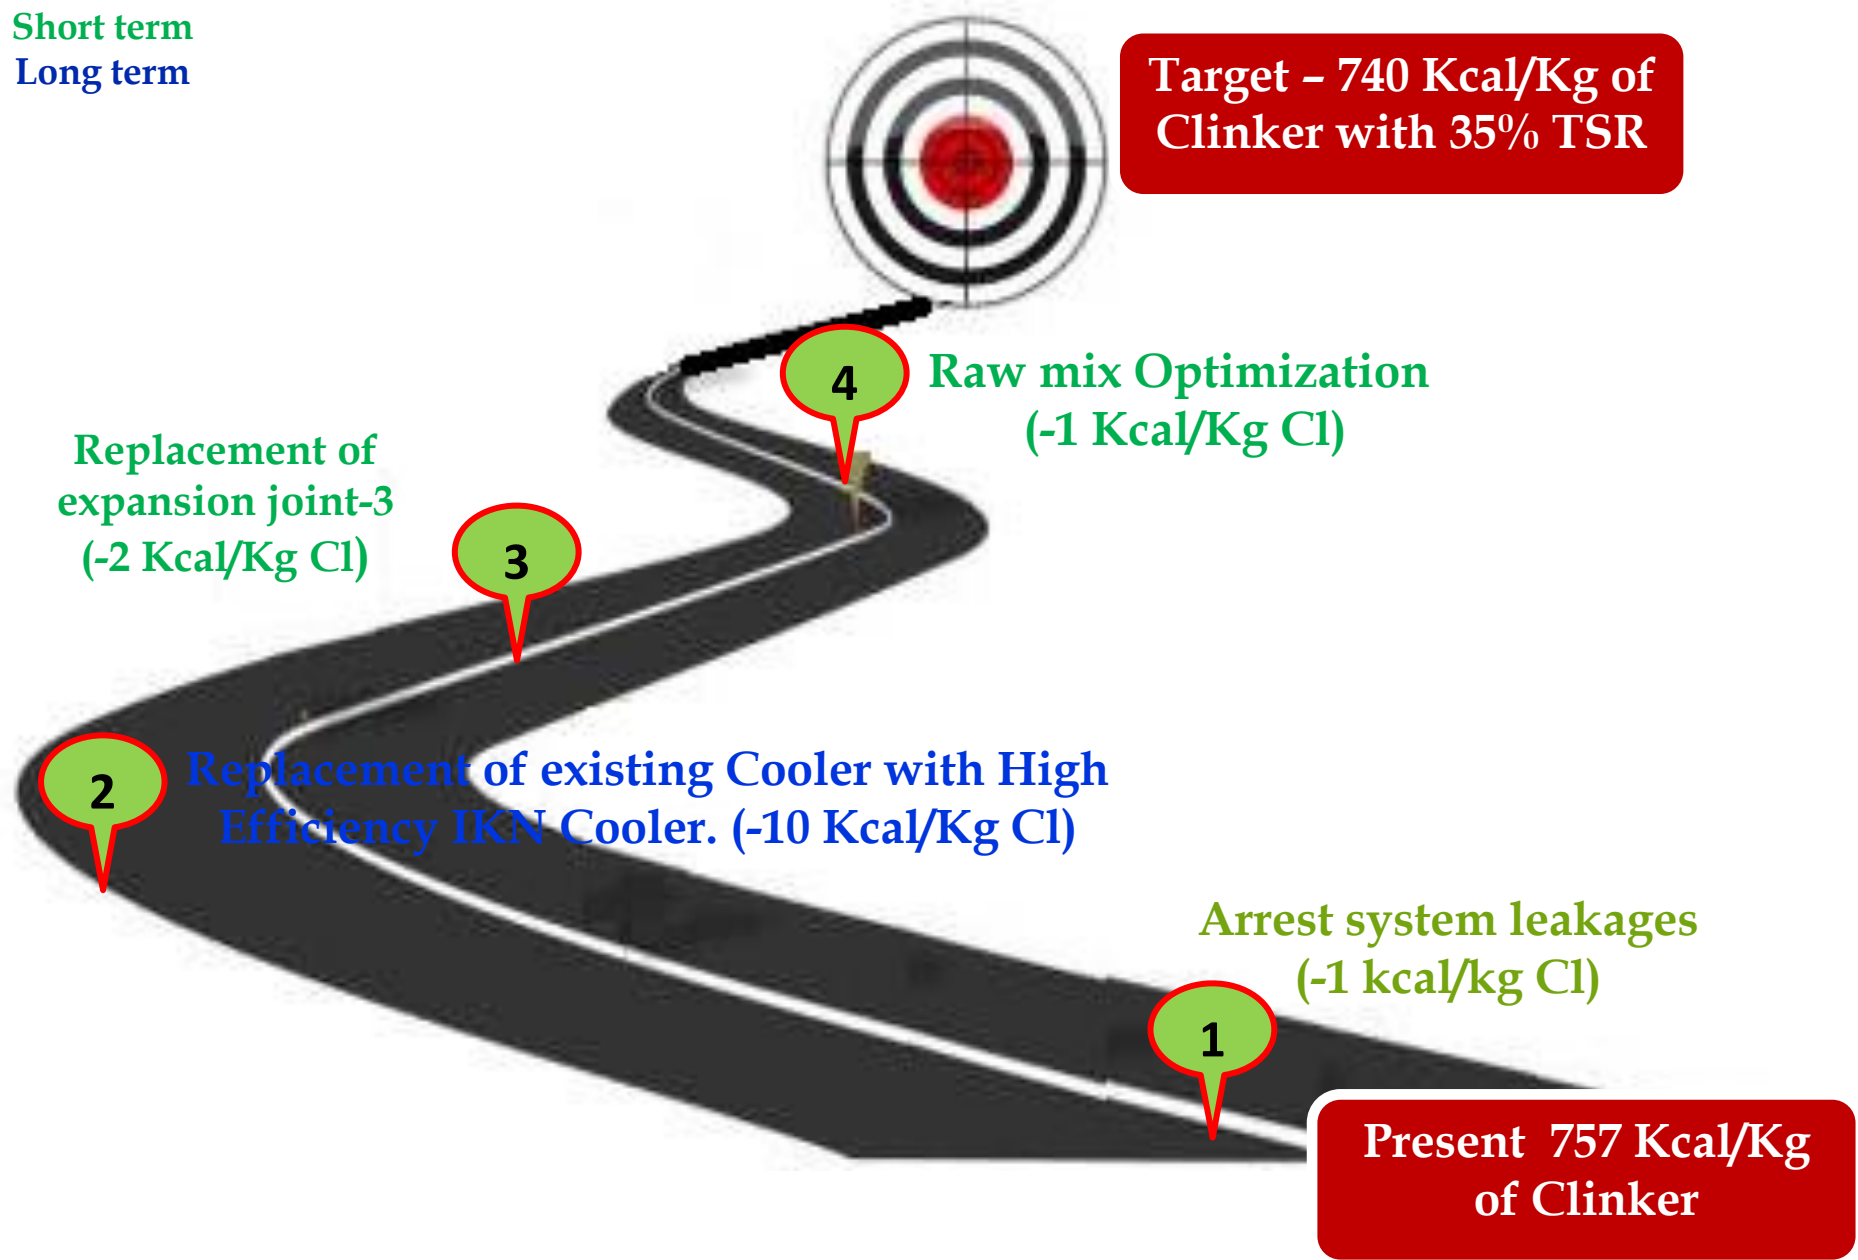 Short term
Long term
Target – 740 Kcal/Kg of
Clinker with 35% TSR
4
Raw mix Optimization
(-1 Kcal/Kg Cl)
Replacement of
expansion joint-3
(-2 Kcal/Kg Cl)
3
2
Replacement of existing Cooler with High
Efficiency IKN Cooler. (-10 Kcal/Kg Cl)
Arrest system leakages
(-1 kcal/kg Cl)
1
Present 757 Kcal/Kg
of Clinker